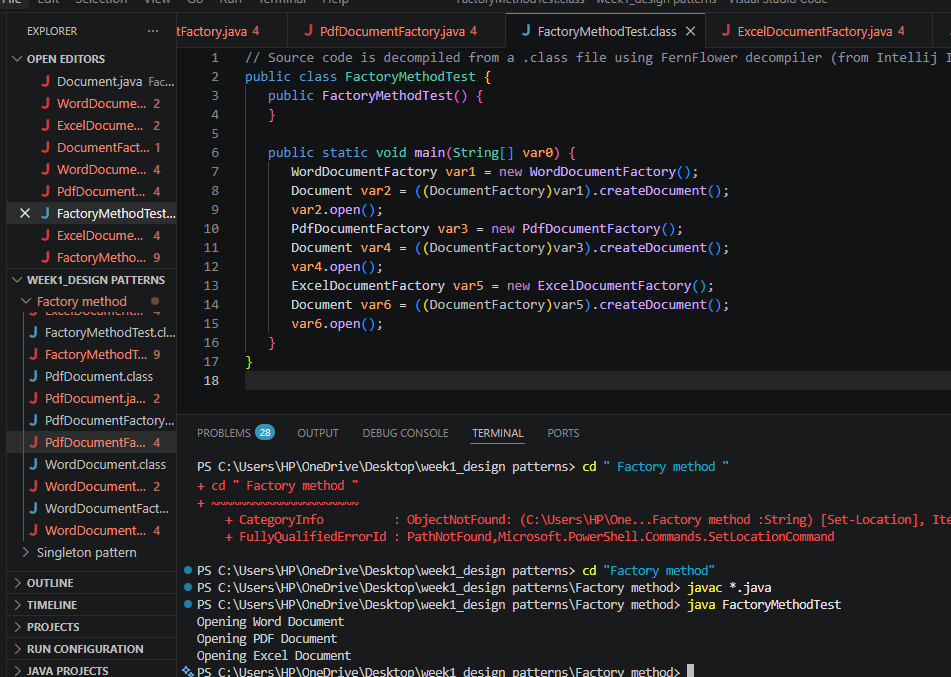 File Edit Selection View Go Run Terminal Help FactoryMethodTest.class - week1_design patterns - Visual Studio Code
EXPLORER ...
OPEN EDITORS
J Document.java Fac...
J WordDocume... 2
J ExcelDocume... 2
J DocumentFact... 1
J WordDocume... 4
J PdfDocument... 4
J FactoryMethodTest...
J ExcelDocume... 4
J FactoryMetho... 9
WEEK1_DESIGN PATTERNS
Factory method
J ExcelDocument... 4
J FactoryMethodTest.cl...
J FactoryMethodT... 9
J PdfDocument.class
J PdfDocument.ja... 2
J PdfDocumentFactory...
J PdfDocumentFa... 4
J WordDocument.class
J WordDocument... 2
J WordDocumentFact...
J WordDocument... 4
Singleton pattern
OUTLINE
TIMELINE
PROJECTS
RUN CONFIGURATION
JAVA PROJECTS
tFactory.java 4 J PdfDocumentFactory.java 4 J FactoryMethodTest.class J ExcelDocumentFactory.java 4
1 // Source code is decompiled from a .class file using FernFlower decompiler (from Intellij I
2 public class FactoryMethodTest {
3 public FactoryMethodTest() {
4 }
5
6 public static void main(String[] var0) {
7 WordDocumentFactory var1 = new WordDocumentFactory();
8 Document var2 = ((DocumentFactory)var1).createDocument();
9 var2.open();
10 PdfDocumentFactory var3 = new PdfDocumentFactory();
11 Document var4 = ((DocumentFactory)var3).createDocument();
12 var4.open();
13 ExcelDocumentFactory var5 = new ExcelDocumentFactory();
14 Document var6 = ((DocumentFactory)var5).createDocument();
15 var6.open();
16 }
17 }
18
PROBLEMS 28 OUTPUT DEBUG CONSOLE TERMINAL PORTS
PS C:\Users\HP\OneDrive\Desktop\week1_design patterns> cd " Factory method "
+ cd " Factory method "
+ ~~~~~~~~~~~~~~~~~~~~~
+ CategoryInfo : ObjectNotFound: (C:\Users\HP\One...Factory method :String) [Set-Location], Ite
+ FullyQualifiedErrorId : PathNotFound,Microsoft.PowerShell.Commands.SetLocationCommand
PS C:\Users\HP\OneDrive\Desktop\week1_design patterns> cd "Factory method"
PS C:\Users\HP\OneDrive\Desktop\week1_design patterns\Factory method> javac *.java
PS C:\Users\HP\OneDrive\Desktop\week1_design patterns\Factory method> java FactoryMethodTest
Opening Word Document
Opening PDF Document
Opening Excel Document
PS C:\Users\HP\OneDrive\Desktop\week1_design patterns\Factory method>